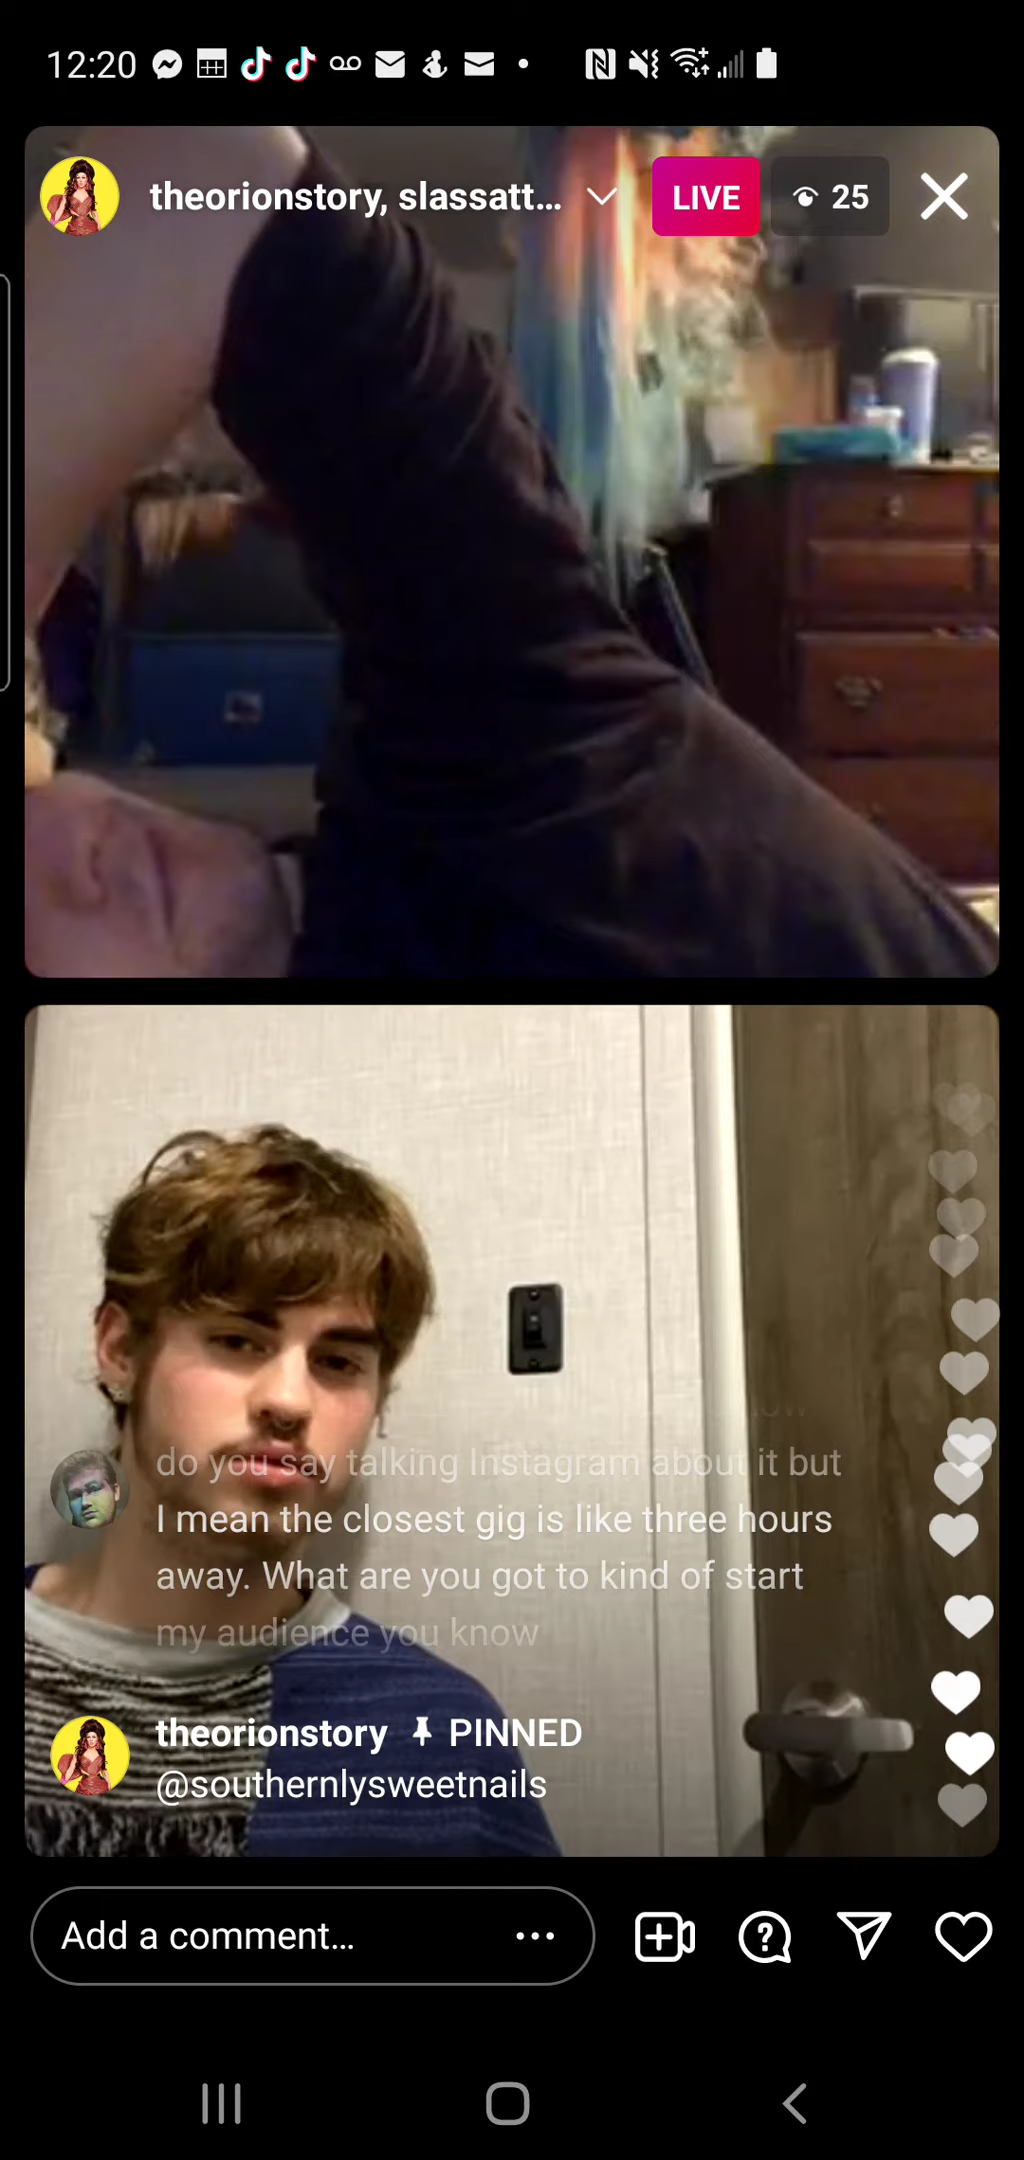 12:20
theorionstory, slassatt...
LIVE
25
do you say talking Instagram about it but
I mean the closest gig is like three hours
away. What are you got to kind of start
my audience you know
theorionstory PINNED
@southernlysweetnails
Add a comment...